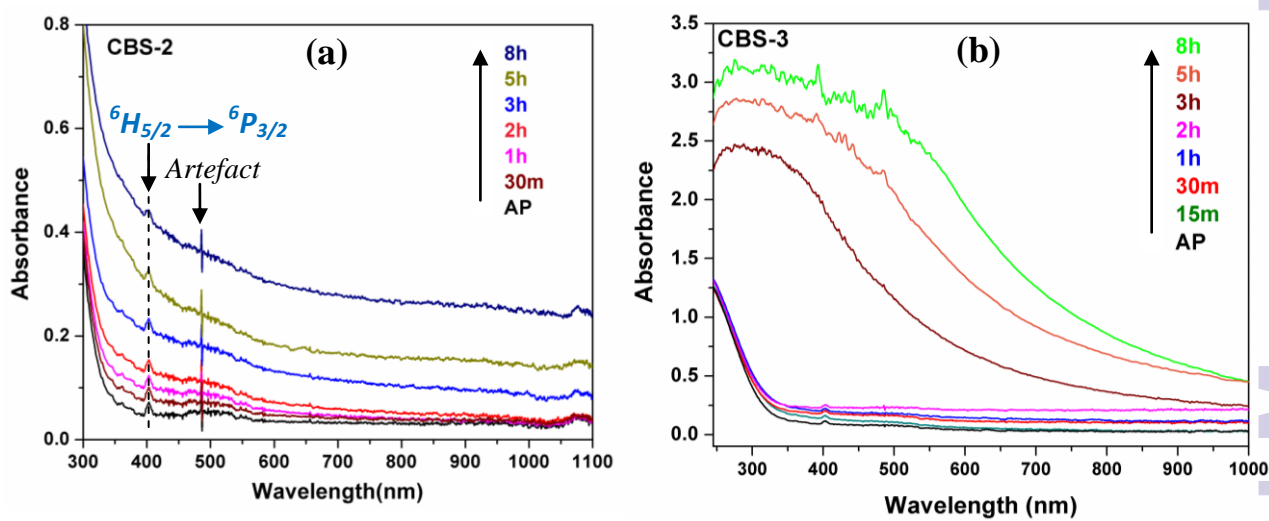 CBS-2
(a)
8h
5h
3h
2h
1h
30m
AP
⁶H₅/₂ → ⁶P₃/₂
Artefact
0.8
0.6
0.4
0.2
0.0
Absorbance
300 400 500 600 700 800 900 1000 1100
Wavelength(nm)
CBS-3
(b)
8h
5h
3h
2h
1h
30m
15m
AP
3.5
3.0
2.5
2.0
1.5
1.0
0.5
0.0
Absorbance
300 400 500 600 700 800 900 1000
Wavelength (nm)